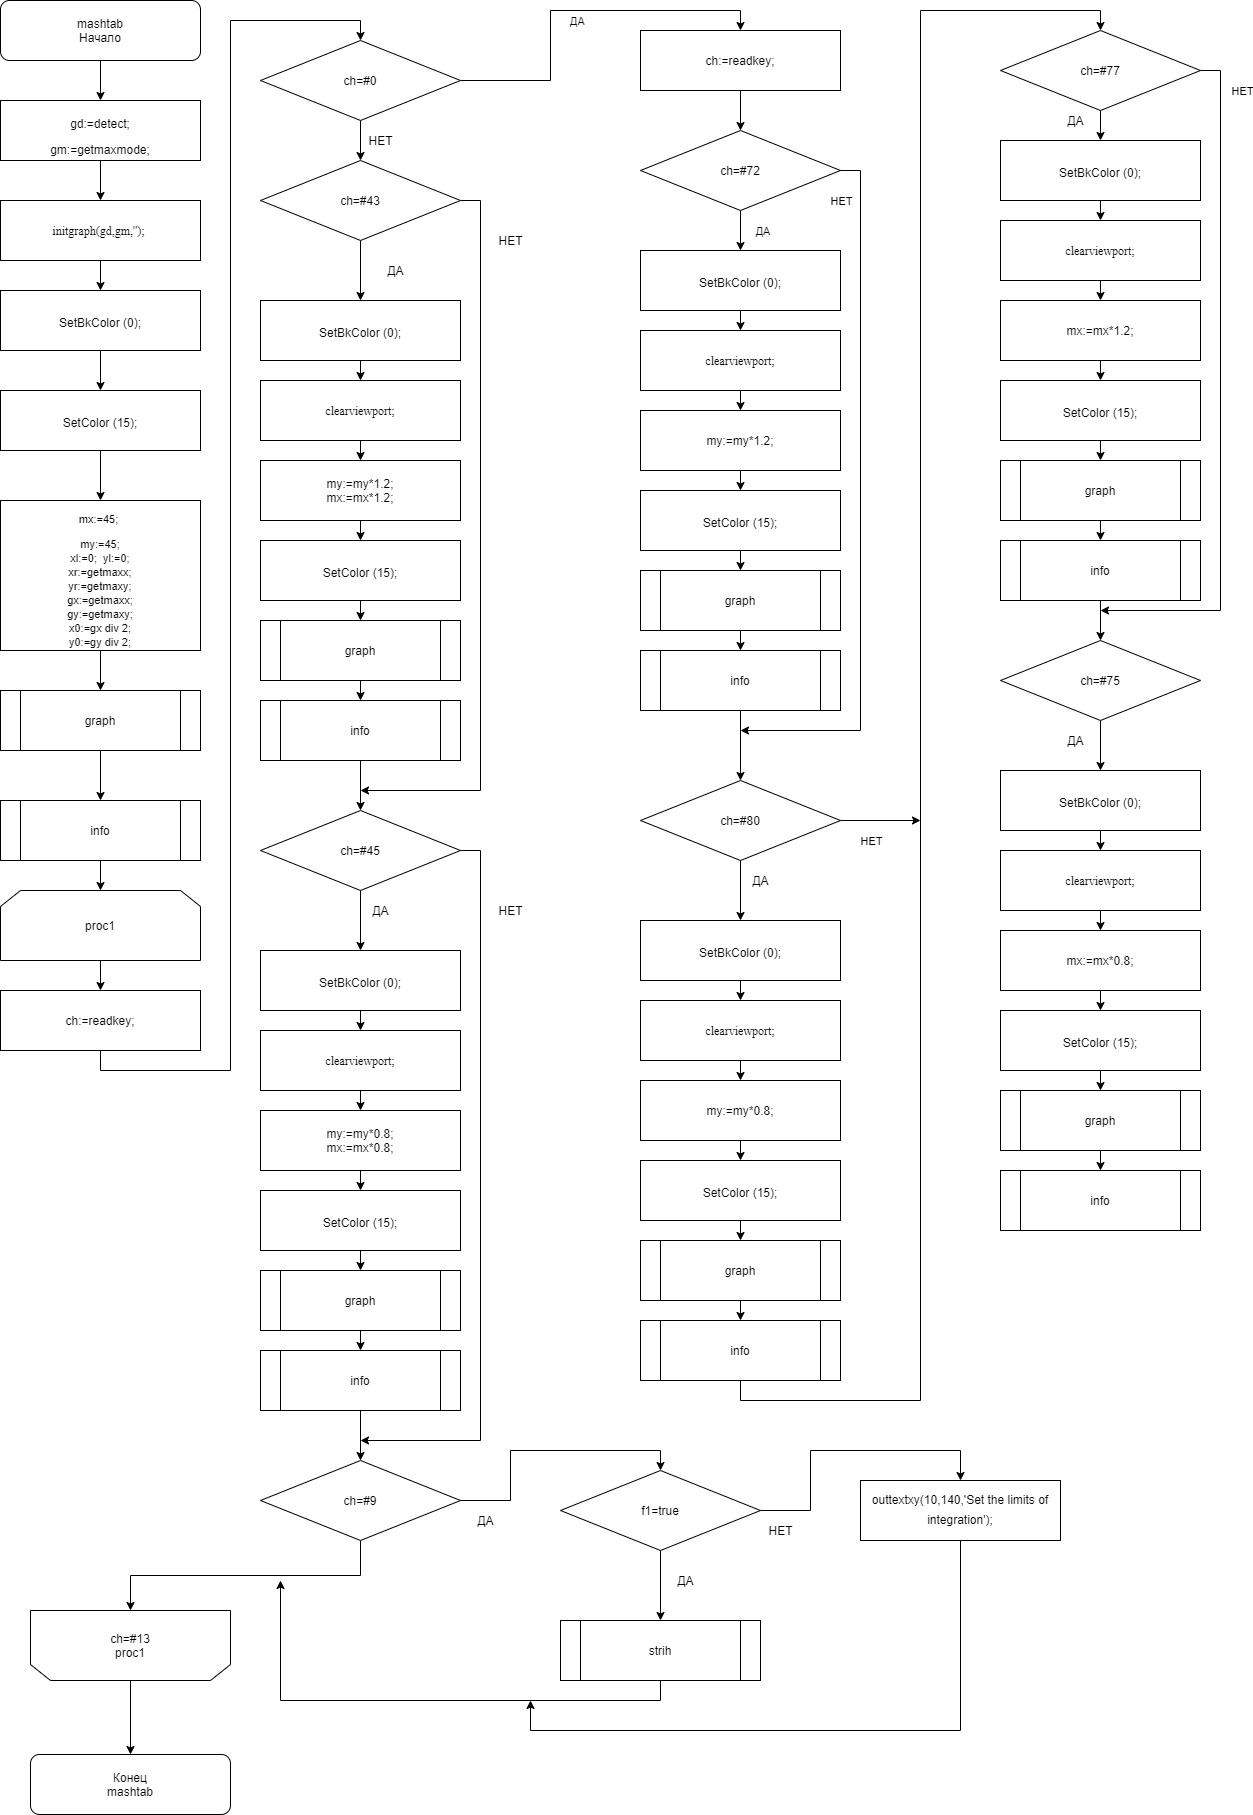 mashtab
Начало
gd:=detect;
gm:=getmaxmode;
initgraph(gd,gm,'');
SetBkColor (0);
SetColor (15);
mx:=45;
my:=45;
xl:=0;  yl:=0;
xr:=getmaxx;
yr:=getmaxy;
gx:=getmaxx;
gy:=getmaxy;
x0:=gx div 2;
y0:=gy div 2;
graph
info
proc1
ch:=readkey;
ch=#0
ДА
НЕТ
ch=#43
НЕТ
ДА
SetBkColor (0);
clearviewport;
my:=my*1.2;
mx:=mx*1.2;
SetColor (15);
graph
info
ch=#45
ДА
НЕТ
SetBkColor (0);
clearviewport;
my:=my*0.8;
mx:=mx*0.8;
SetColor (15);
graph
info
ch=#9
ДА
f1=true
НЕТ
ДА
outtextxy(10,140,'Set the limits of
integration');
strih
ch=#13
proc1
Конец
mashtab
ch:=readkey;
ch=#72
НЕТ
ДА
SetBkColor (0);
clearviewport;
my:=my*1.2;
SetColor (15);
graph
info
ch=#80
НЕТ
ДА
SetBkColor (0);
clearviewport;
my:=my*0.8;
SetColor (15);
graph
info
ch=#77
НЕТ
ДА
SetBkColor (0);
clearviewport;
mx:=mx*1.2;
SetColor (15);
graph
info
ch=#75
ДА
SetBkColor (0);
clearviewport;
mx:=mx*0.8;
SetColor (15);
graph
info